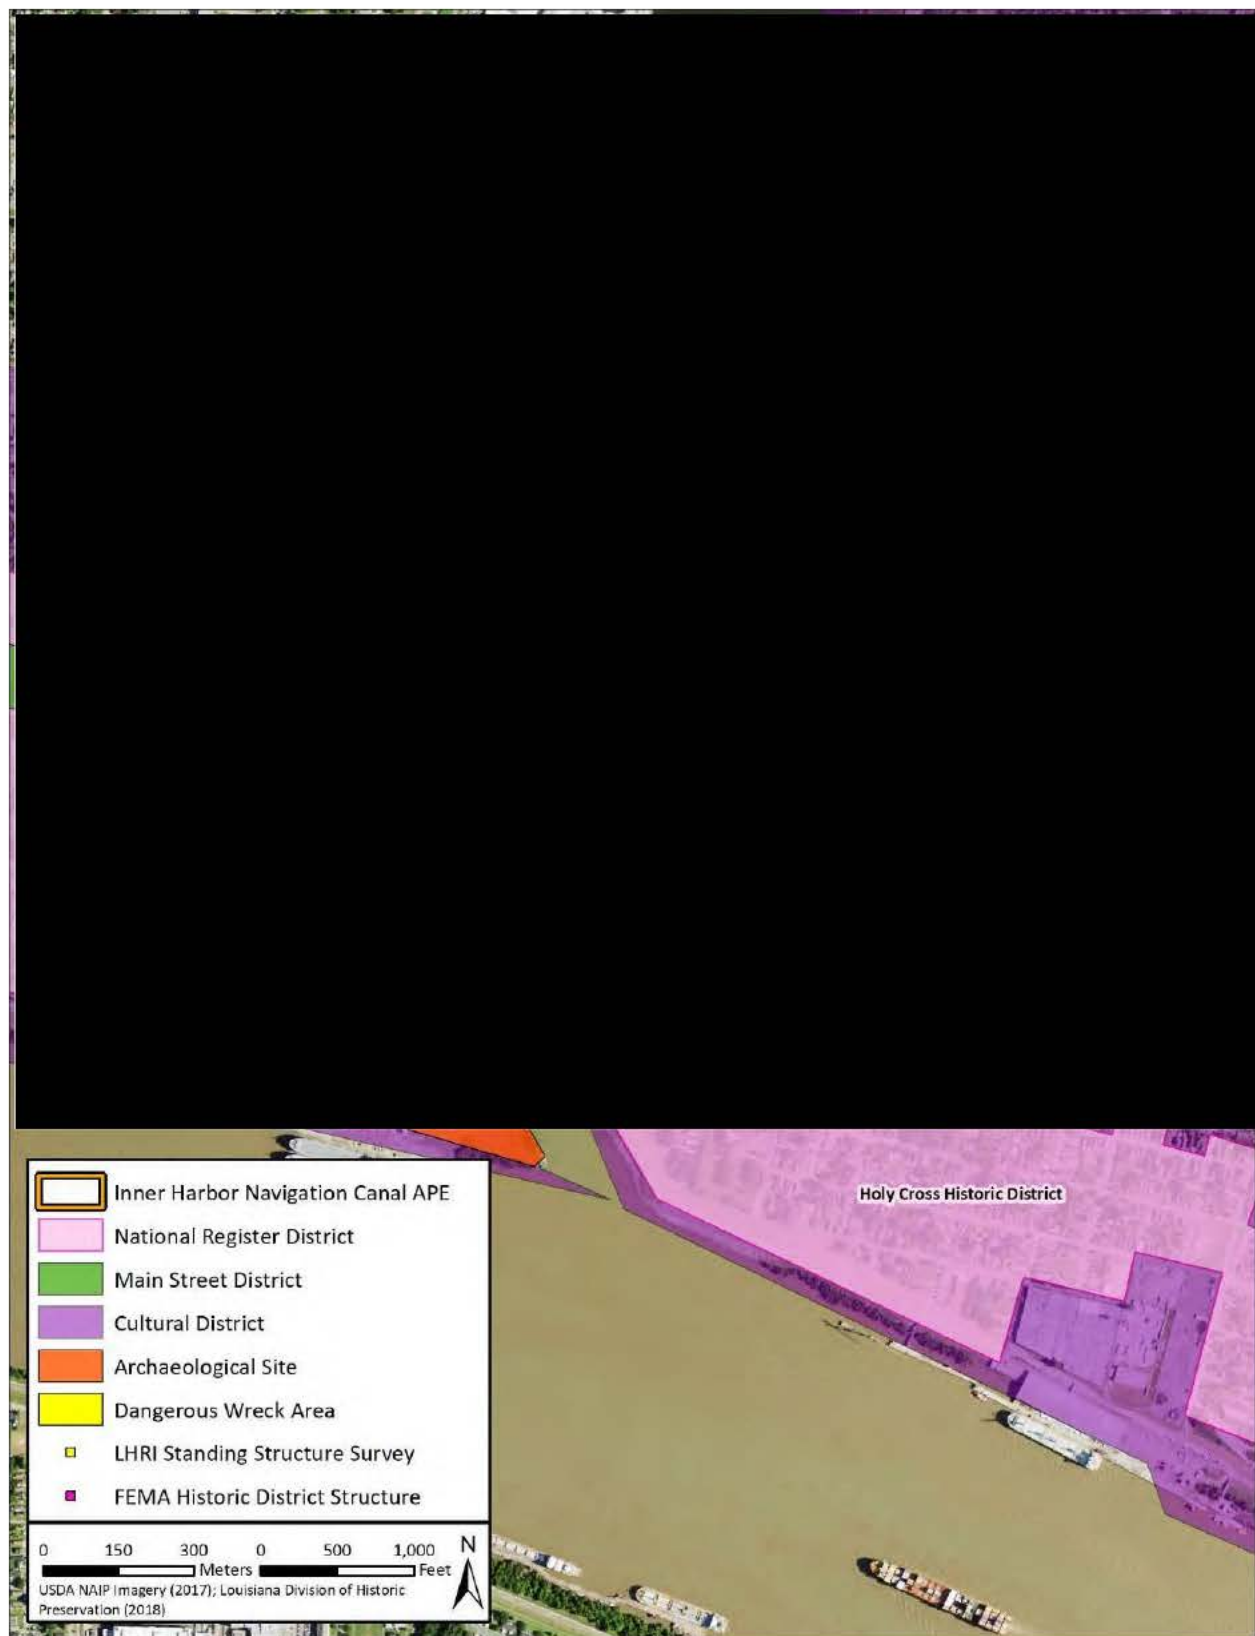 Holy Cross Historic District
Inner Harbor Navigation Canal APE
National Register District
Main Street District
Cultural District
Archaeological Site
Dangerous Wreck Area
LHRI Standing Structure Survey
FEMA Historic District Structure
0 150 300 0 500 1,000 N
Meters Feet
USDA NAIP Imagery (2017); Louisiana Division of Historic
Preservation (2018)